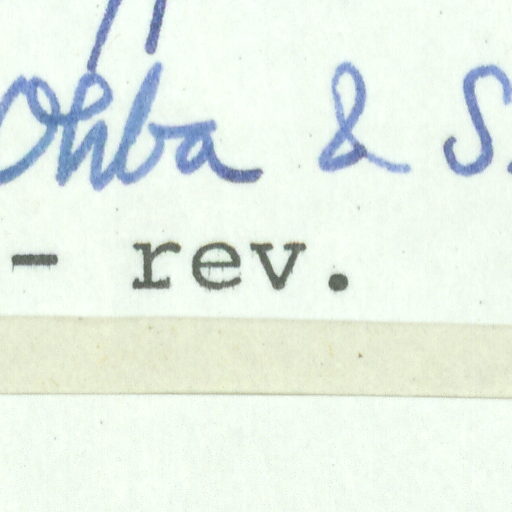 Ohba & S.
- rev.